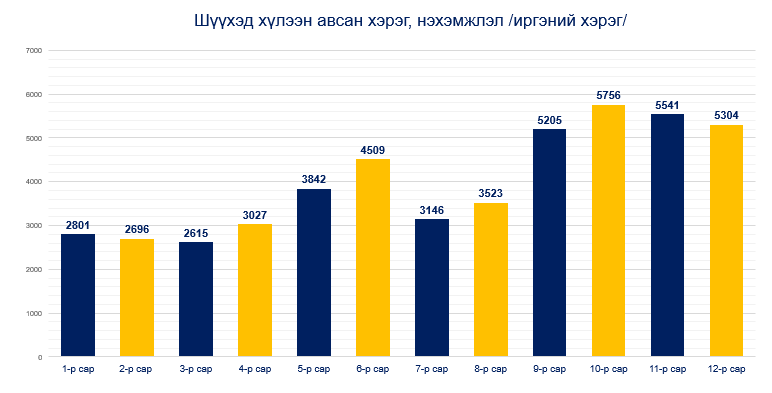 Шүүхэд хүлээн авсан хэрэг, нэхэмжлэл /иргэний хэрэг/
7000
6000
5000
4000
3000
2000
1000
0
2801
2696
2615
3027
3842
4509
3146
3523
5205
5756
5541
5304
1-р сар
2-р сар
3-р сар
4-р сар
5-р сар
6-р сар
7-р сар
8-р сар
9-р сар
10-р сар
11-р сар
12-р сар